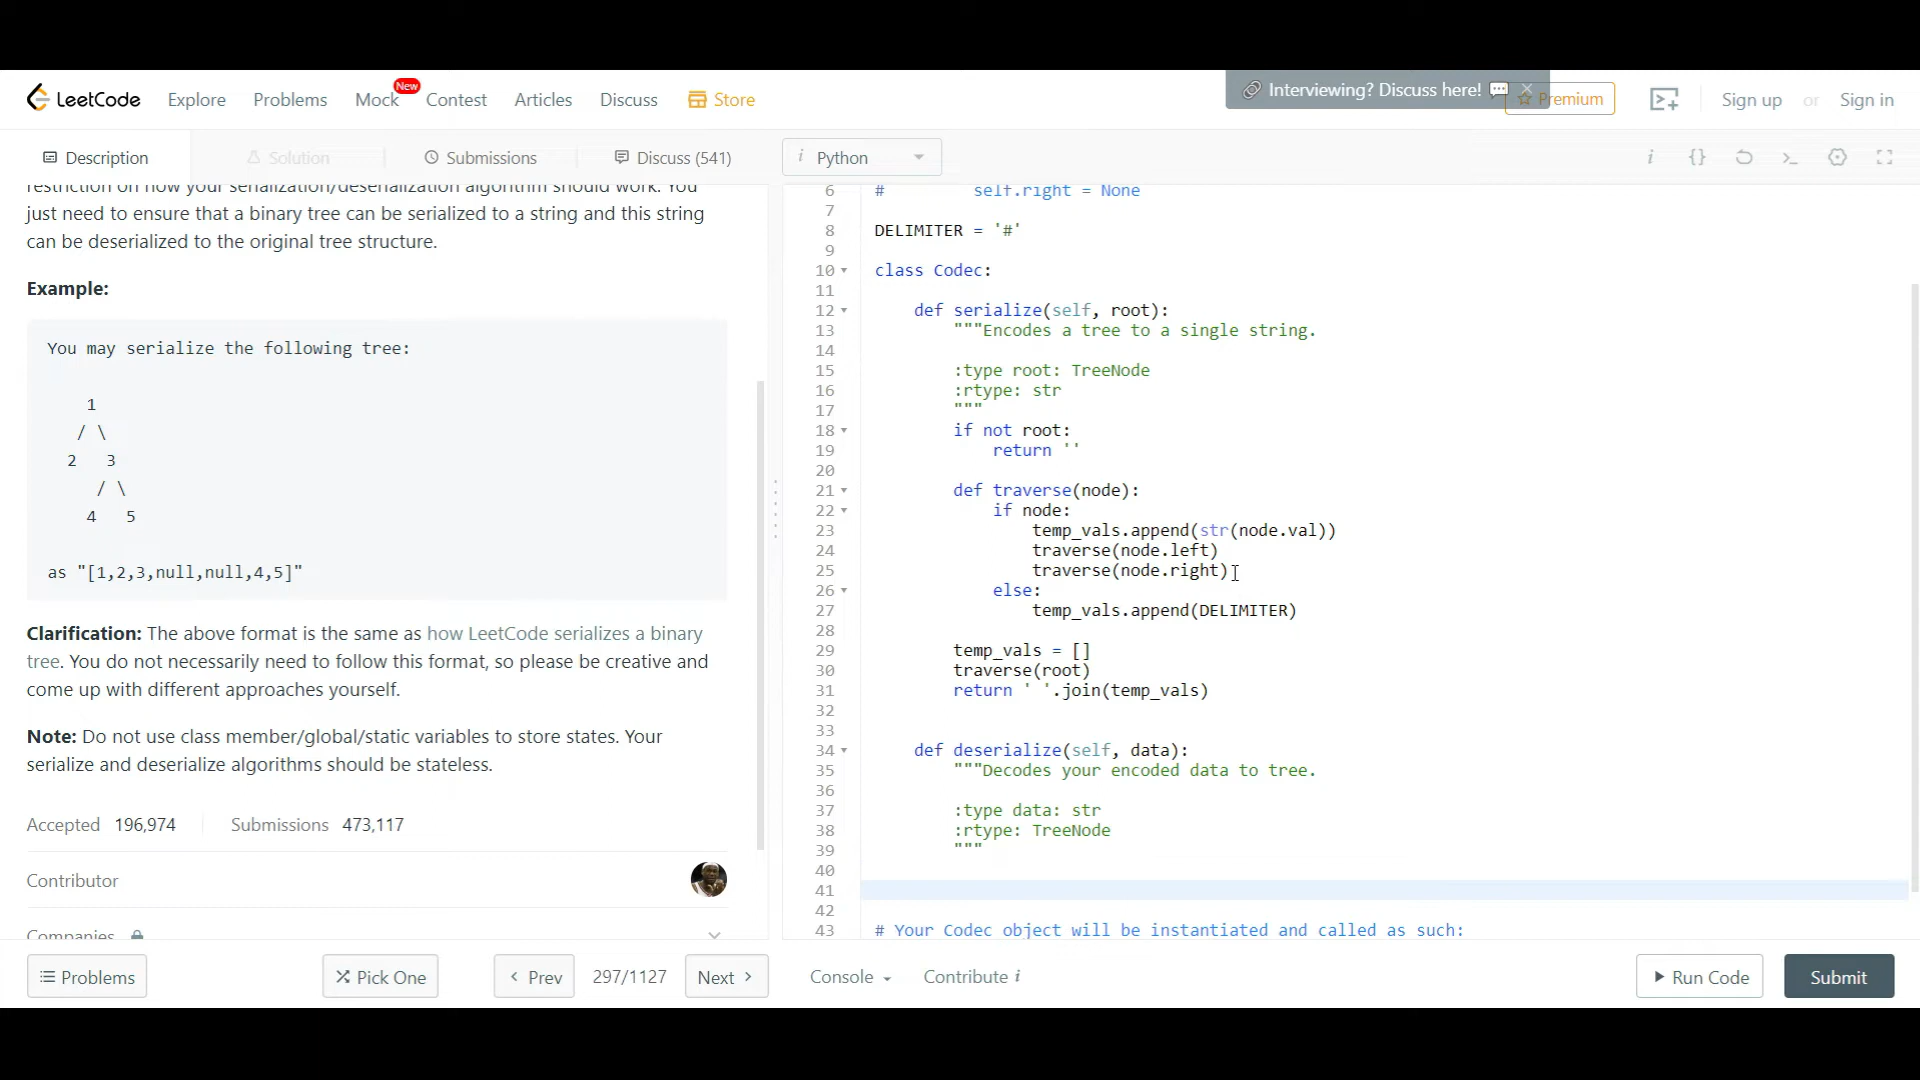 LeetCode Explore Problems Mock New Contest Articles Discuss Store Interviewing? Discuss here! Premium Sign up or Sign in
Description Solution Submissions Discuss (541) i Python
restriction on how your serialization/deserialization algorithm should work. You
just need to ensure that a binary tree can be serialized to a string and this string
can be deserialized to the original tree structure.
Example:
You may serialize the following tree:
1
/ \
2 3
/ \
4 5
as "[1,2,3,null,null,4,5]"
Clarification: The above format is the same as how LeetCode serializes a binary
tree. You do not necessarily need to follow this format, so please be creative and
come up with different approaches yourself.
Note: Do not use class member/global/static variables to store states. Your
serialize and deserialize algorithms should be stateless.
Accepted 196,974 Submissions 473,117
Contributor
Companies
6 # self.right = None
7
8 DELIMITER = '#'
9
10 class Codec:
11
12 def serialize(self, root):
13 """Encodes a tree to a single string.
14
15 :type root: TreeNode
16 :rtype: str
17 """
18 if not root:
19 return ''
20
21 def traverse(node):
22 if node:
23 temp_vals.append(str(node.val))
24 traverse(node.left)
25 traverse(node.right)
26 else:
27 temp_vals.append(DELIMITER)
28
29 temp_vals = []
30 traverse(root)
31 return ' '.join(temp_vals)
32
33
34 def deserialize(self, data):
35 """Decodes your encoded data to tree.
36
37 :type data: str
38 :rtype: TreeNode
39 """
40
41
42
43 # Your Codec object will be instantiated and called as such:
Problems Pick One Prev 297/1127 Next Console Contribute i Run Code Submit